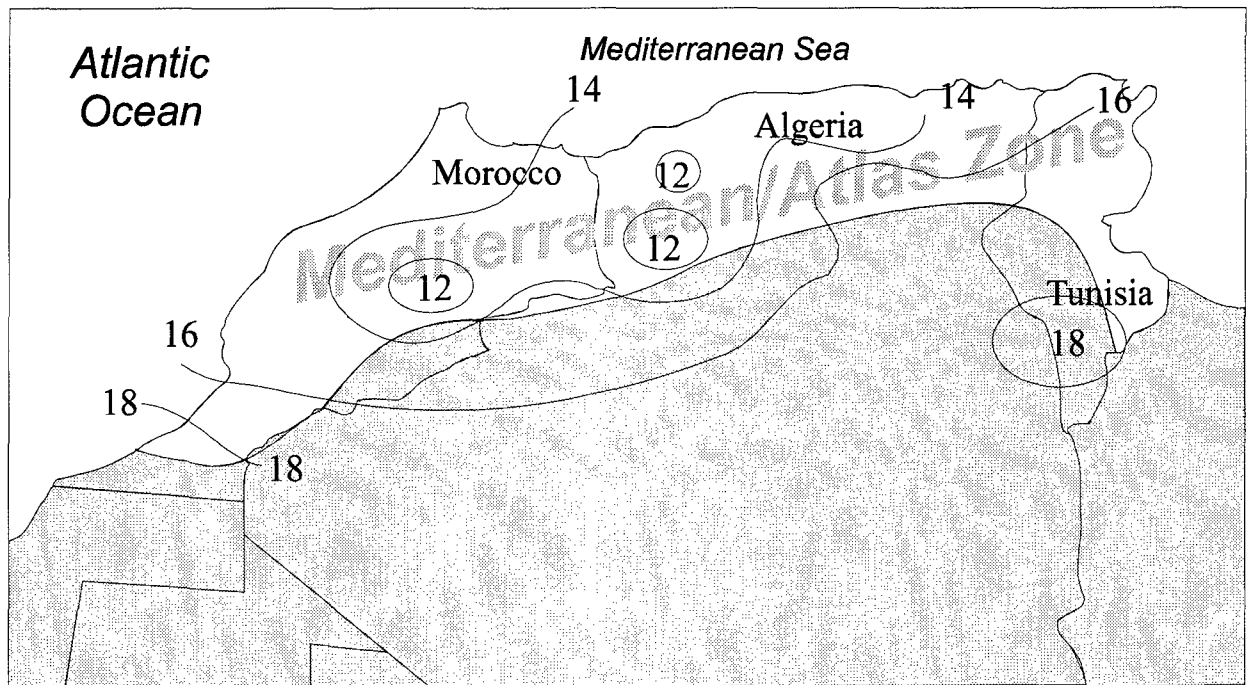 Atlantic
Ocean
Mediterranean Sea
14
14
16
Algeria
Morocco
12
Mediterranean/Atlas Zone
12
12
Tunisia
16
18
18
18